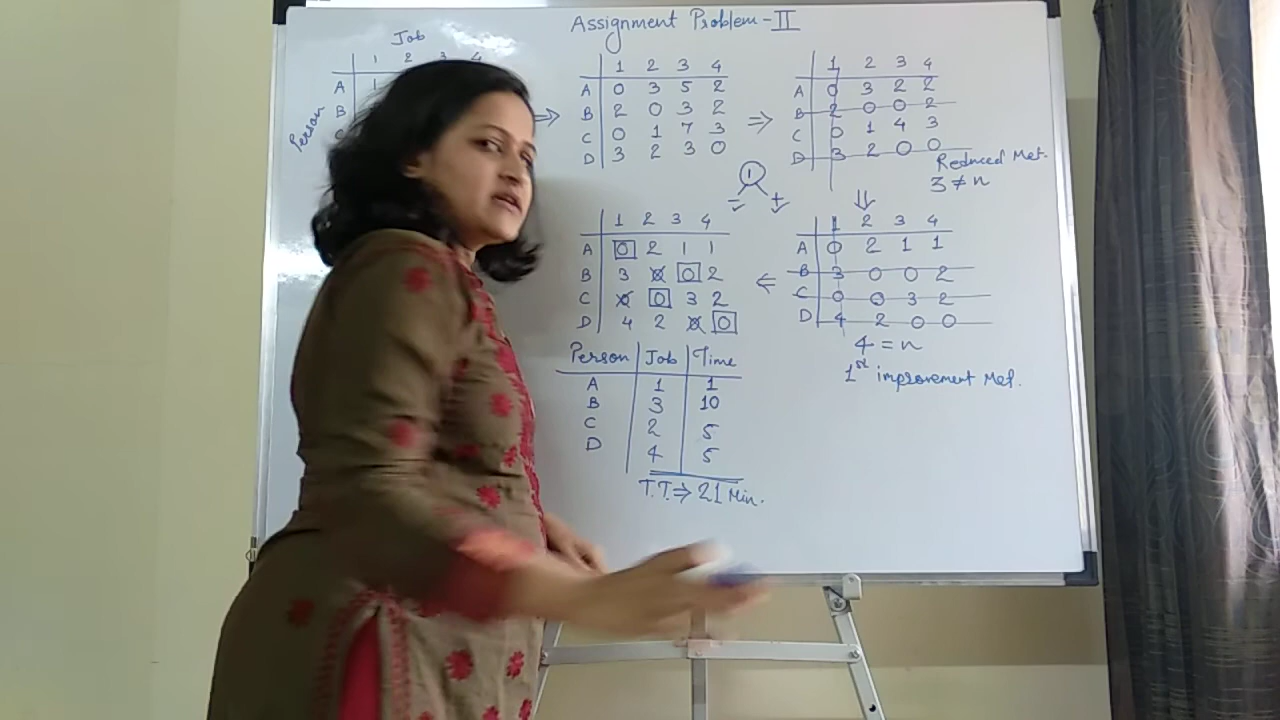 Assignment Problem-II
Job
1 2 3 4
A 1
B
C
Person
⇒
1 2 3 4
A 0 3 5 2
B 2 0 3 2
C 0 1 7 3
D 3 2 3 0
⇒
1 2 3 4
A 0 3 2 2
B 2 0 0 2
C 0 1 4 3
D 3 2 0 0
Reduced Mat.
3 ≠ n
1
- +
⇓
1 2 3 4
A 0 2 1 1
B 3 0 0 2
C 0 0 3 2
D 4 2 0 0
4 = n
1st improvement Mat.
⇐
1 2 3 4
A 0 2 1 1
B 3 0 0 2
C 0 0 3 2
D 4 2 0 0
Person Job Time
A 1 1
B 3 10
C 2 5
D 4 5
T.T. ⇒ 21 Min.